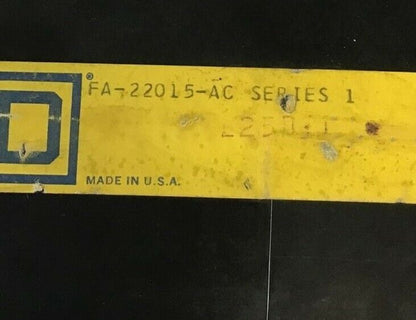 D®
FA-22015-AC SERIES 1
MADE IN U.S.A.